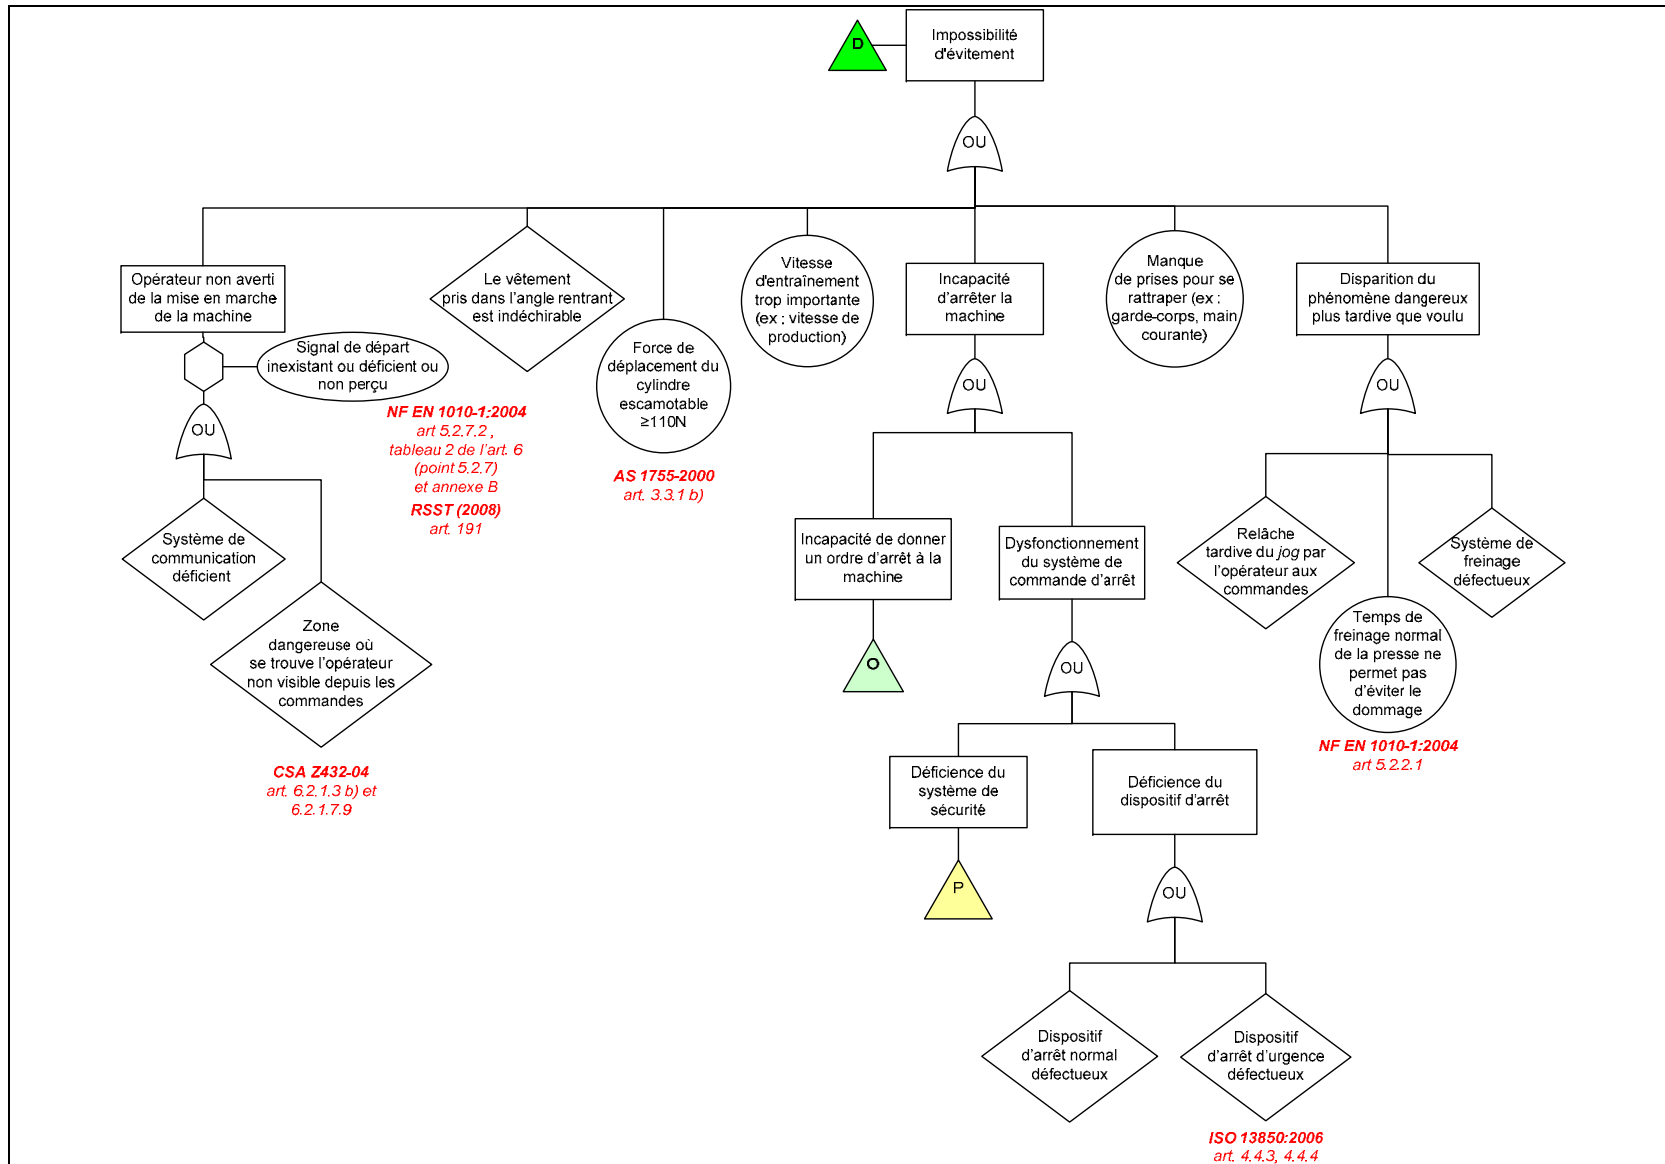 D
Impossibilité
d'évitement
OU
Opérateur non averti
de la mise en marche
de la machine
Signal de départ
inexistant ou déficient ou
non perçu
OU
NF EN 1010-1:2004
art 5.2.7.2 ,
tableau 2 de l'art. 6
(point 5.2.7)
et annexe B
RSST (2008)
art. 191
Système de
communication
déficient
Zone
dangereuse où
se trouve l'opérateur
non visible depuis les
commandes
CSA Z432-04
art. 6.2.1.3 b) et
6.2.1.7.9
Le vêtement
pris dans l'angle rentrant
est indéchirable
Force de
déplacement du
cylindre
escamotable
≥110N
AS 1755-2000
art. 3.3.1 b)
Vitesse
d'entraînement
trop importante
(ex : vitesse de
production)
Incapacité
d'arrêter la
machine
OU
Incapacité de donner
un ordre d'arrêt à la
machine
O
Dysfonctionnement
du système de
commande d'arrêt
OU
Déficience du
système de
sécurité
P
Déficience du
dispositif d'arrêt
OU
Dispositif
d'arrêt normal
défectueux
Dispositif
d'arrêt d'urgence
défectueux
ISO 13850:2006
art. 4.4.3, 4.4.4
Manque
de prises pour se
rattraper (ex :
garde-corps, main
courante)
Disparition du
phénomène dangereux
plus tardive que voulu
OU
Relâche
tardive du jog par
l'opérateur aux
commandes
Temps de
freinage normal
de la presse ne
permet pas
d'éviter le
dommage
NF EN 1010-1:2004
art 5.2.2.1
Système de
freinage
défectueux